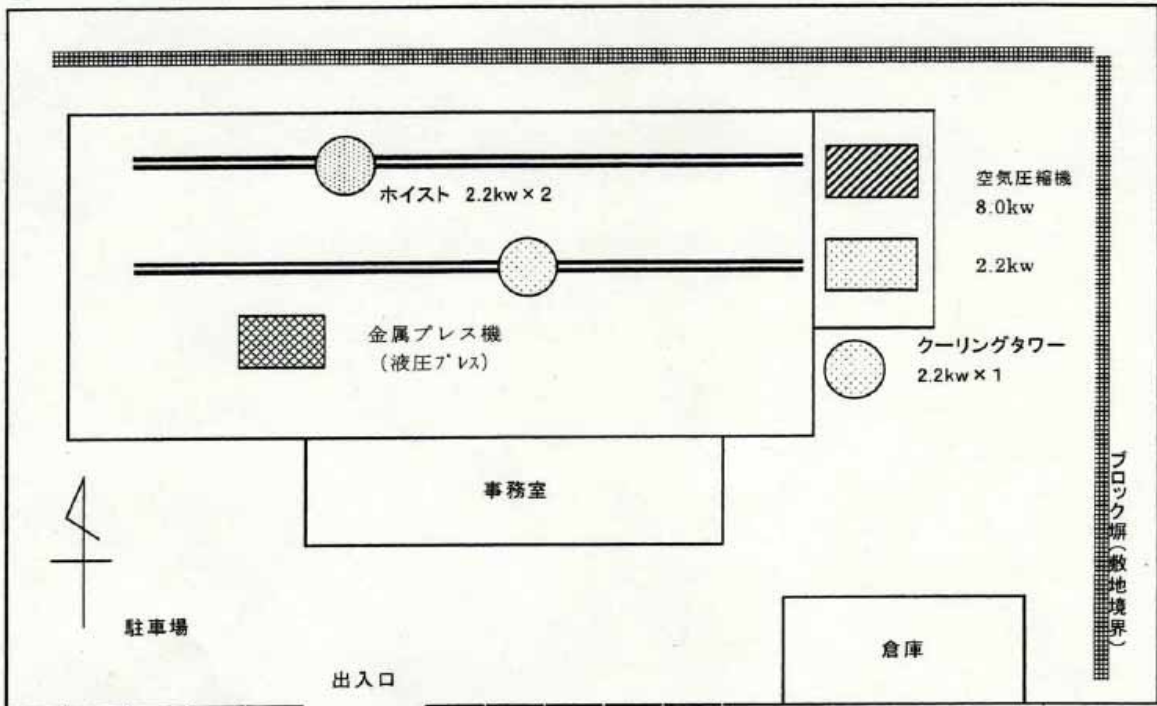 ホイスト 2.2kw×2
空気圧縮機
8.0kw
2.2kw
金属プレス機
(液圧プレス)
クーリングタワー
2.2kw×1
事務室
ブロック塀(敷地境界)
駐車場
倉庫
出入口